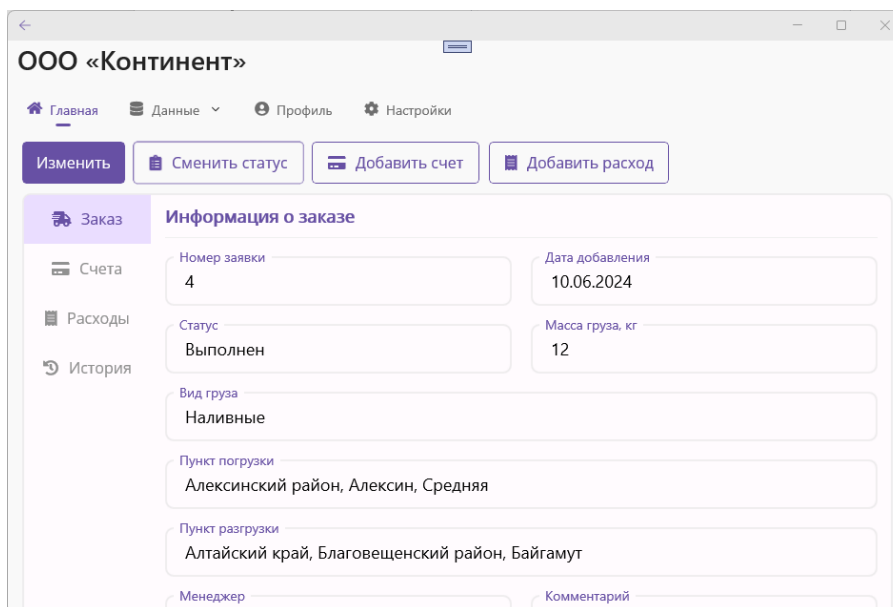 ООО «Континент»
Главная Данные Профиль Настройки
Изменить Сменить статус Добавить счет Добавить расход
Заказ
Счета
Расходы
История
Информация о заказе
Номер заявки Дата добавления
4 10.06.2024
Статус Масса груза, кг
Выполнен 12
Вид груза
Наливные
Пункт погрузки
Алексинский район, Алексин, Средняя
Пункт разгрузки
Алтайский край, Благовещенский район, Байгамут
Менеджер Комментарий